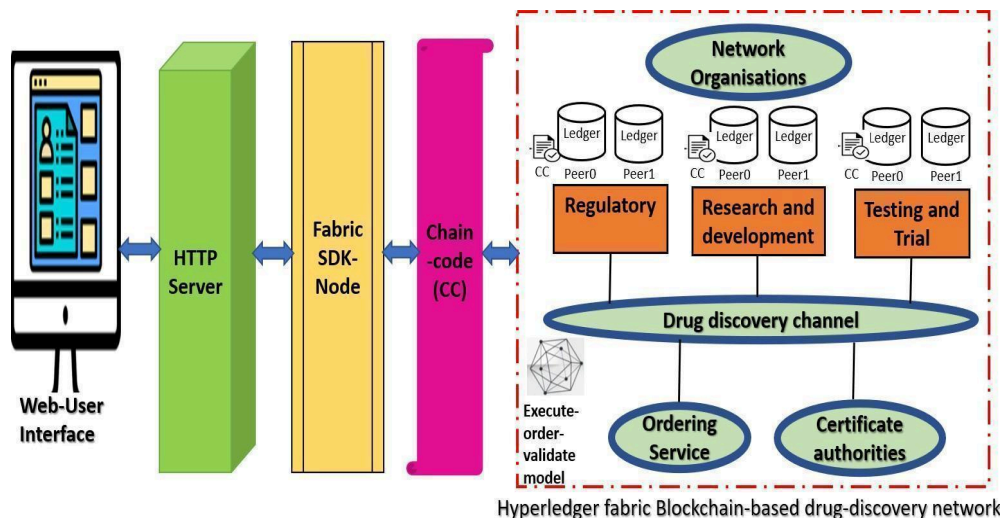 Web-User
Interface
HTTP
Server
Fabric
SDK-
Node
Chain
-code
(CC)
Network
Organisations
Ledger
Ledger
Ledger
Ledger
Ledger
Ledger
CC
Peer0
Peer1
CC
Peer0
Peer1
CC
Peer0
Peer1
Regulatory
Research and
development
Testing and
Trial
Drug discovery channel
Execute-
order-
validate
model
Ordering
Service
Certificate
authorities
Hyperledger fabric Blockchain-based drug-discovery network